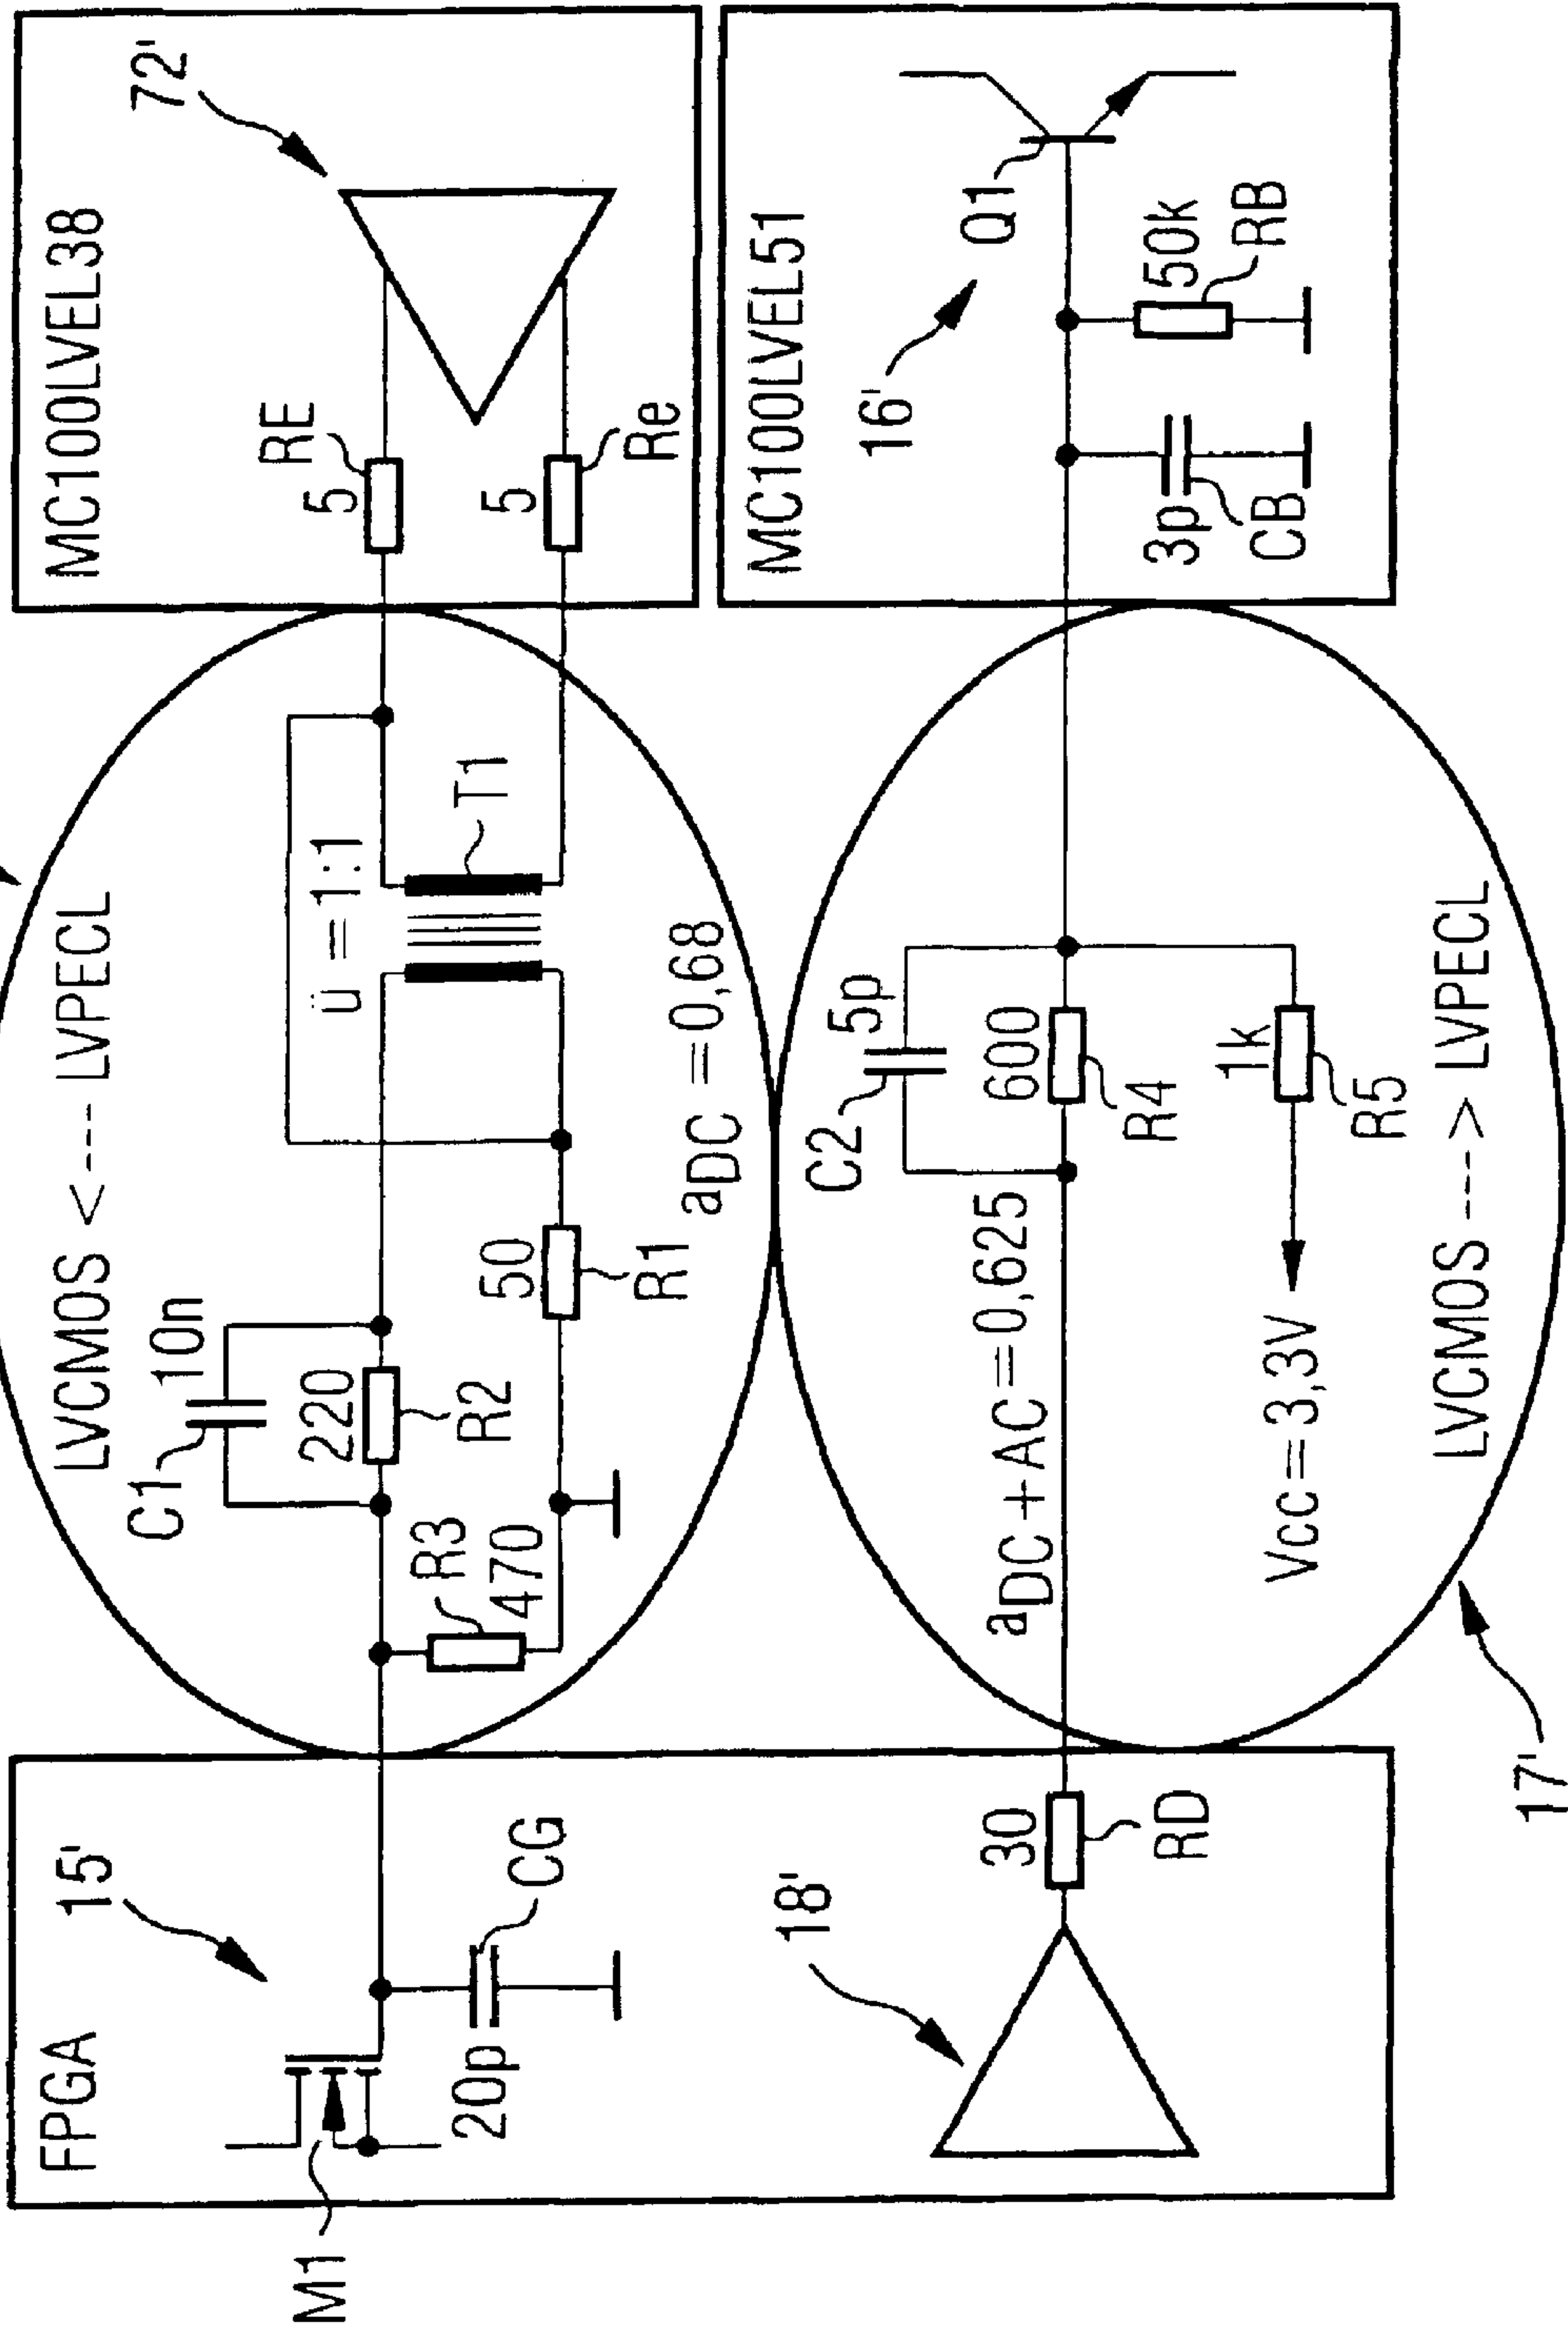 FPGA
15'
M1
20p
CG
18'
30
RD
LVCMOS <--- LVPECL
C1
10n
220
R2
R3
470
50
R1
ü=1:1
T1
aDC=0,68
MC100LVEL38
72'
RE
5
5
Re
aDC+AC=0,625
C2
5p
600
R4
1k
R5
Vcc=3,3V
LVCMOS ---> LVPECL
17'
MC100LVEL51
16'
Q1
3p
CB
50k
RB